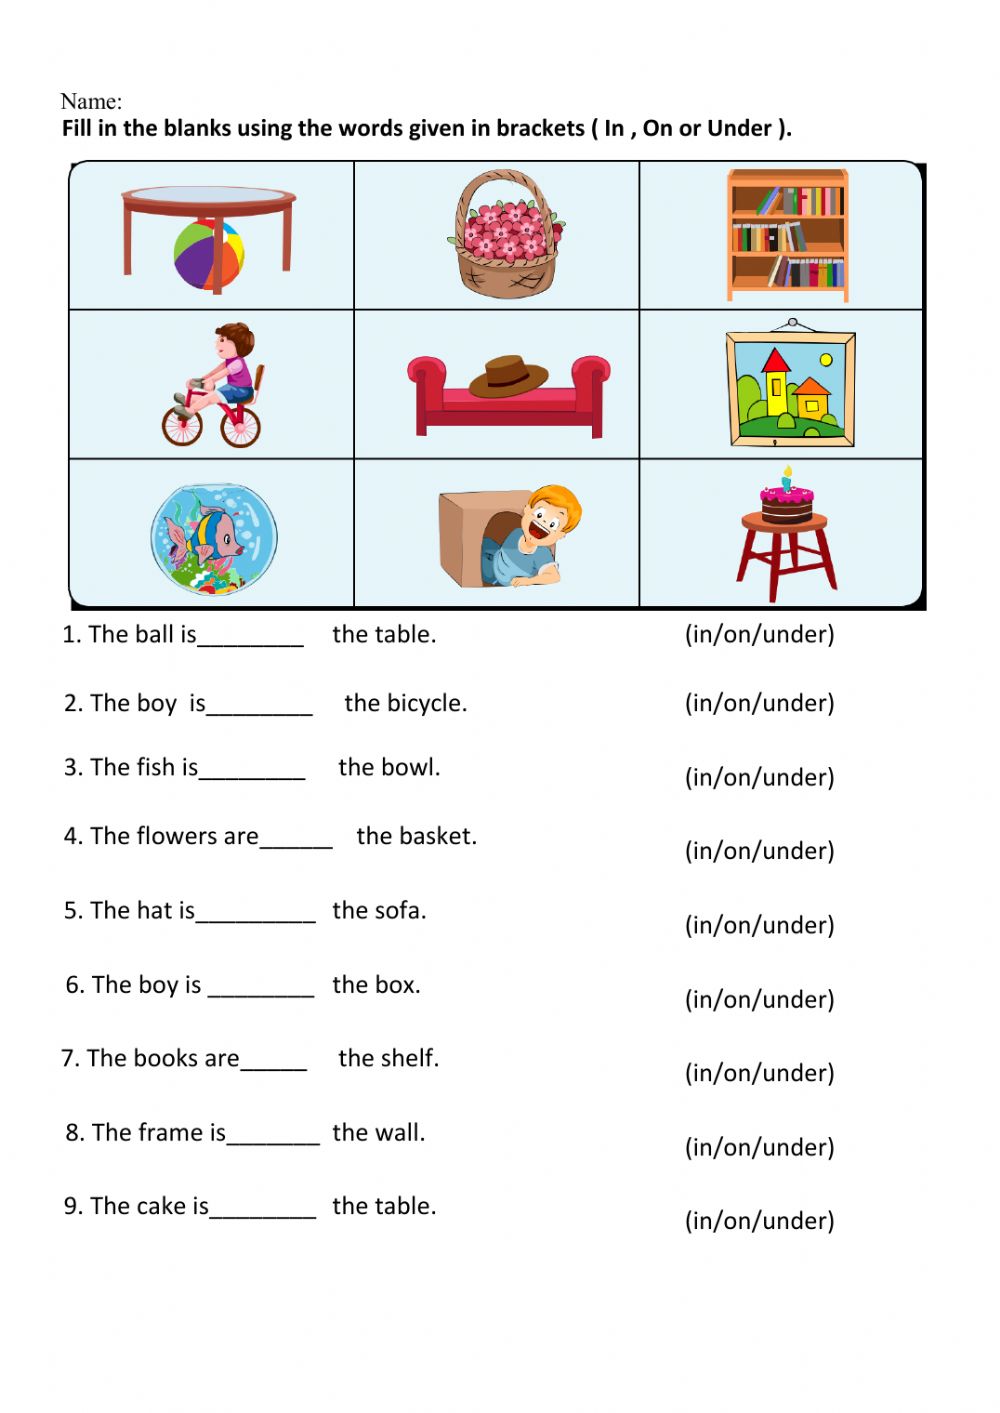 Name:
Fill in the blanks using the words given in brackets ( In , On or Under ).
1. The ball is________ the table. (in/on/under)
2. The boy is________ the bicycle. (in/on/under)
3. The fish is________ the bowl. (in/on/under)
4. The flowers are______ the basket. (in/on/under)
5. The hat is_________ the sofa. (in/on/under)
6. The boy is ________ the box. (in/on/under)
7. The books are_____ the shelf. (in/on/under)
8. The frame is_______ the wall. (in/on/under)
9. The cake is________ the table. (in/on/under)